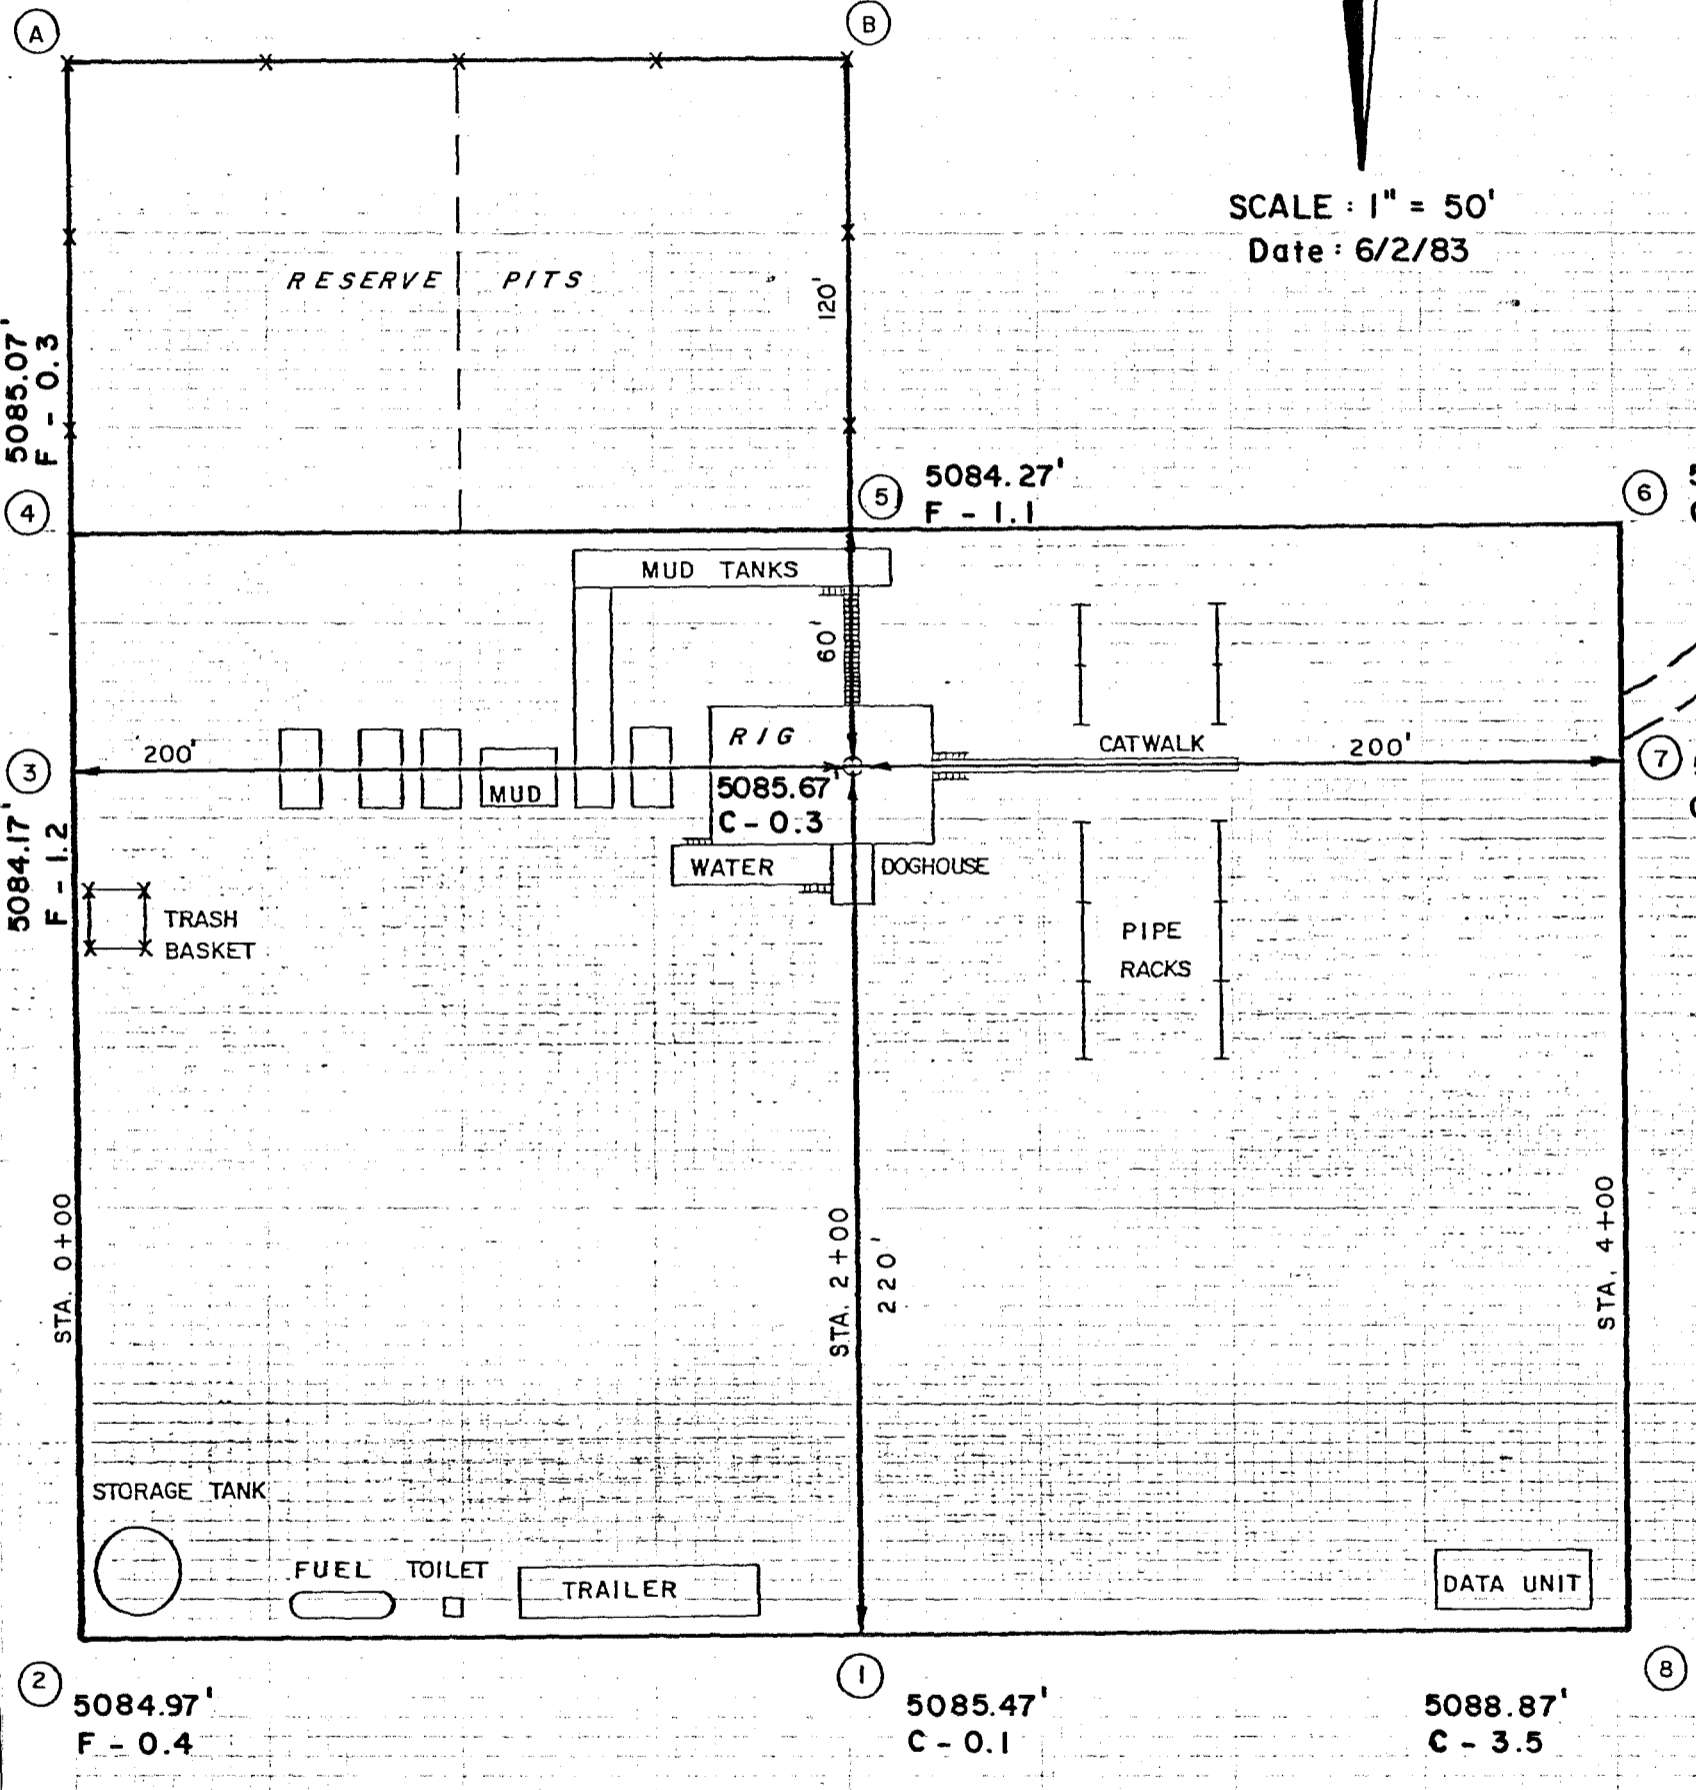 A
B
SCALE : 1" = 50'
Date : 6/2/83
RESERVE PITS
120'
5085.07'
F - 0.3
4
5
5084.27'
F - 1.1
6
MUD TANKS
60'
RIG
CATWALK
200'
200'
3
7
MUD
5085.67'
C - 0.3
5084.17'
F - 1.2
WATER
DOGHOUSE
TRASH
BASKET
PIPE
RACKS
STA. 0+00
STA. 2+00
220'
STA. 4+00
STORAGE TANK
FUEL
TOILET
TRAILER
DATA UNIT
2
1
8
5084.97'
F - 0.4
5085.47'
C - 0.1
5088.87'
C - 3.5